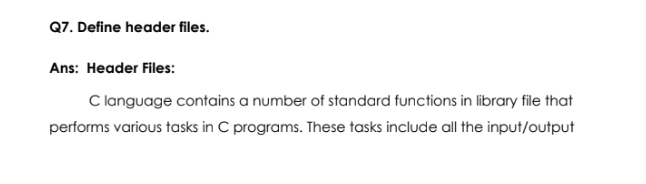 Q7. Define header files.
Ans: Header Files:
C language contains a number of standard functions in library file that
performs various tasks in C programs. These tasks include all the input/output